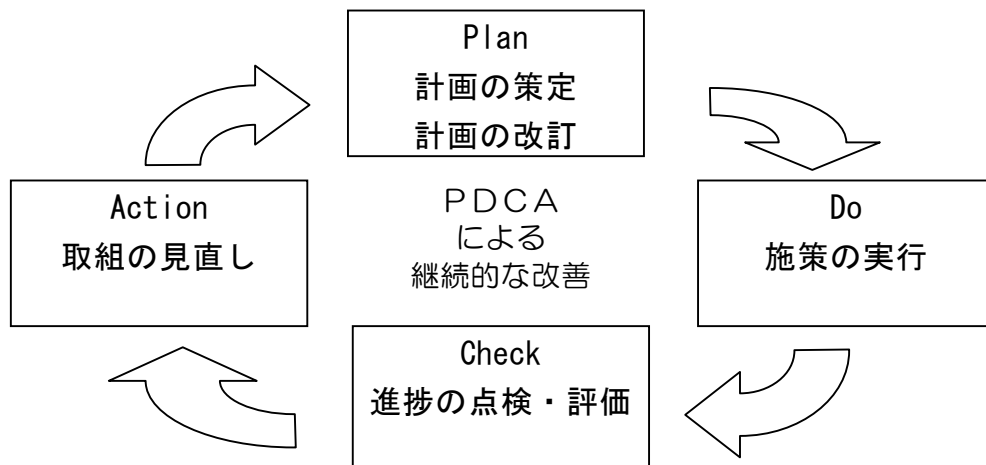 Plan
計画の策定
計画の改訂
Action
取組の見直し
ＰＤＣＡ
による
継続的な改善
Do
施策の実行
Check
進捗の点検・評価